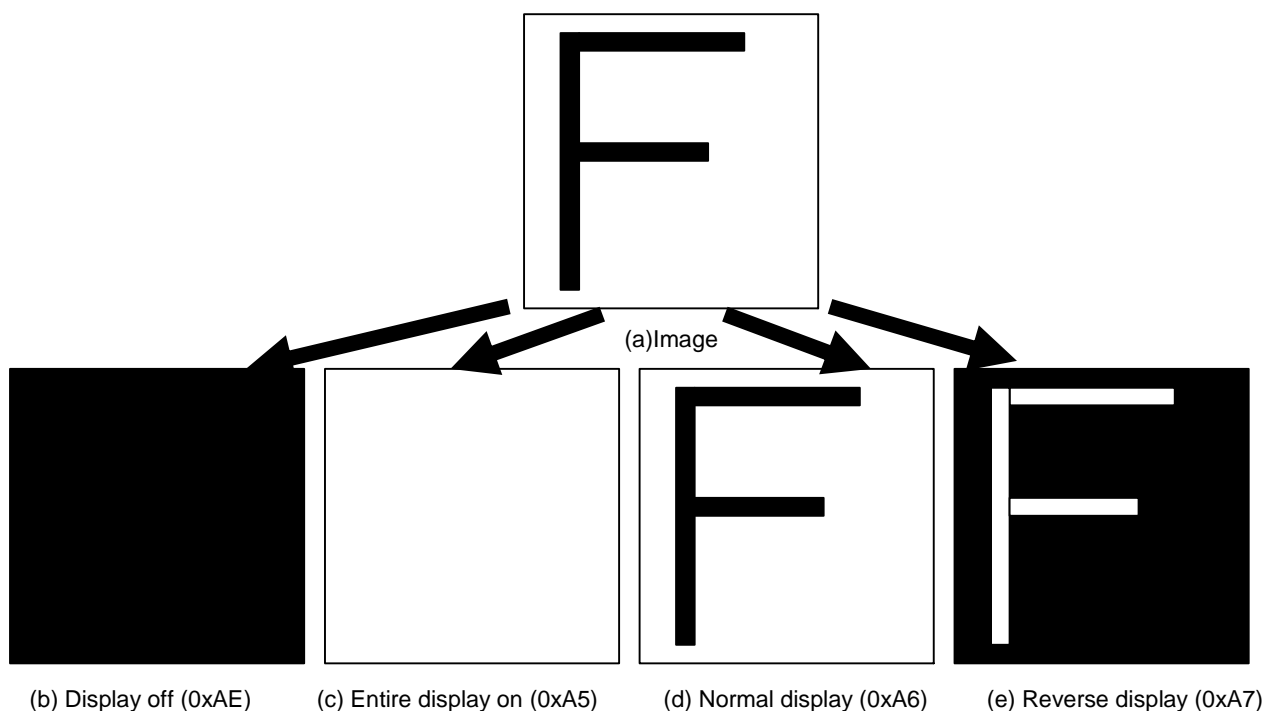 (a)Image
(b) Display off (0xAE)
(c) Entire display on (0xA5)
(d) Normal display (0xA6)
(e) Reverse display (0xA7)